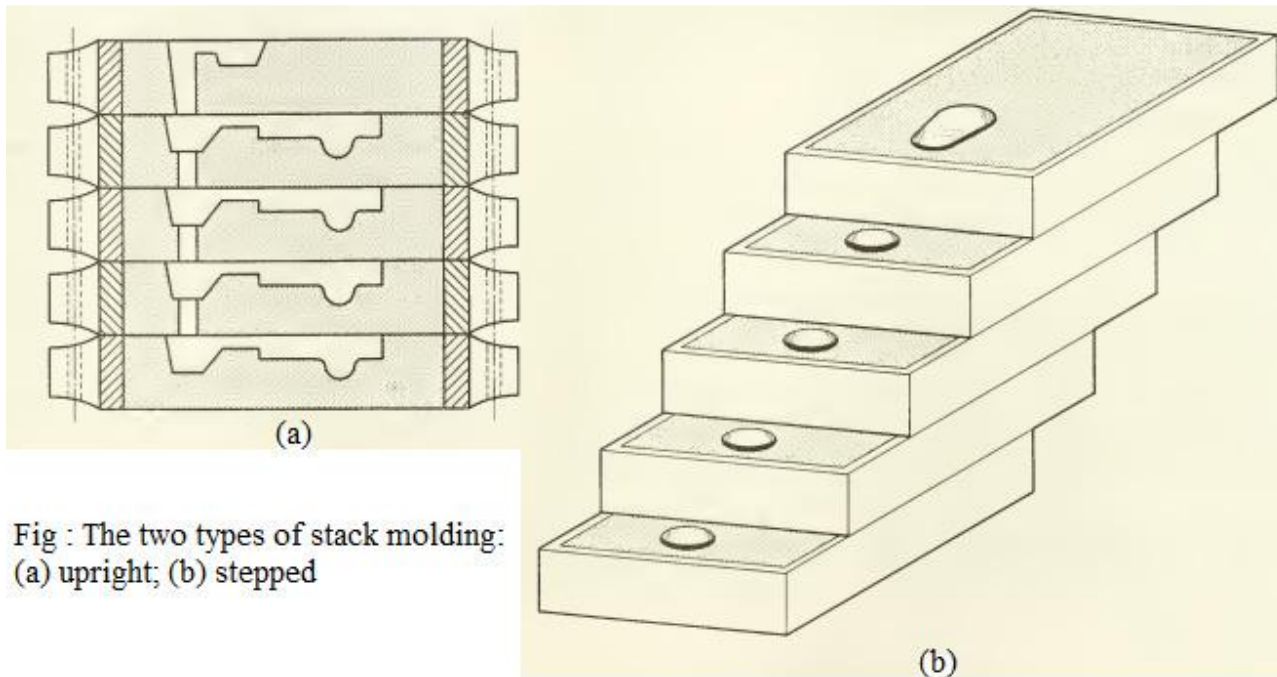 (a)
Fig : The two types of stack molding:
(a) upright; (b) stepped
(b)